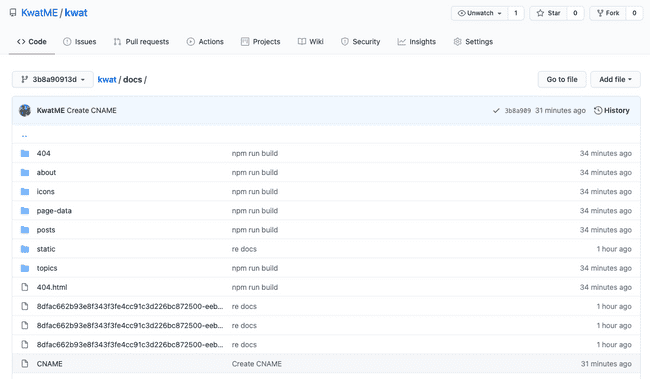 KwatME / kwat
Unwatch 1 Star 0 Fork 0
Code Issues Pull requests Actions Projects Wiki Security Insights Settings
3b8a90913d kwat / docs / Go to file Add file
KwatME Create CNAME 3b8a909 31 minutes ago History
..
404 npm run build 34 minutes ago
about npm run build 34 minutes ago
icons npm run build 34 minutes ago
page-data npm run build 34 minutes ago
posts npm run build 34 minutes ago
static re docs 1 hour ago
topics npm run build 34 minutes ago
404.html npm run build 34 minutes ago
8dfac662b93e8f343f3fe4cc91c3d226bc872500-eeb... re docs 1 hour ago
8dfac662b93e8f343f3fe4cc91c3d226bc872500-eeb... re docs 1 hour ago
8dfac662b93e8f343f3fe4cc91c3d226bc872500-eeb... re docs 1 hour ago
CNAME Create CNAME 31 minutes ago